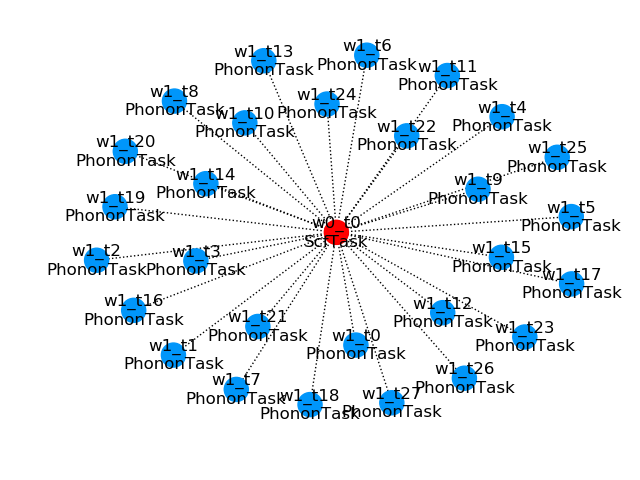 w1_t6
PhononTask
w1_t13
PhononTask
w1_t11
PhononTask
w1_t8
PhononTask
w1_t24
PhononTask
w1_t4
PhononTask
w1_t10
PhononTask
w1_t22
PhononTask
w1_t20
PhononTask
w1_t25
PhononTask
w1_t14
PhononTask
w1_t9
PhononTask
w1_t19
PhononTask
w1_t5
PhononTask
w0_t0
ScfTask
w1_t2
PhononTask
w1_t3
PhononTask
w1_t15
PhononTask
w1_t17
PhononTask
w1_t16
PhononTask
w1_t12
PhononTask
w1_t21
PhononTask
w1_t23
PhononTask
w1_t0
PhononTask
w1_t1
PhononTask
w1_t26
PhononTask
w1_t7
PhononTask
w1_t18
PhononTask
w1_t27
PhononTask